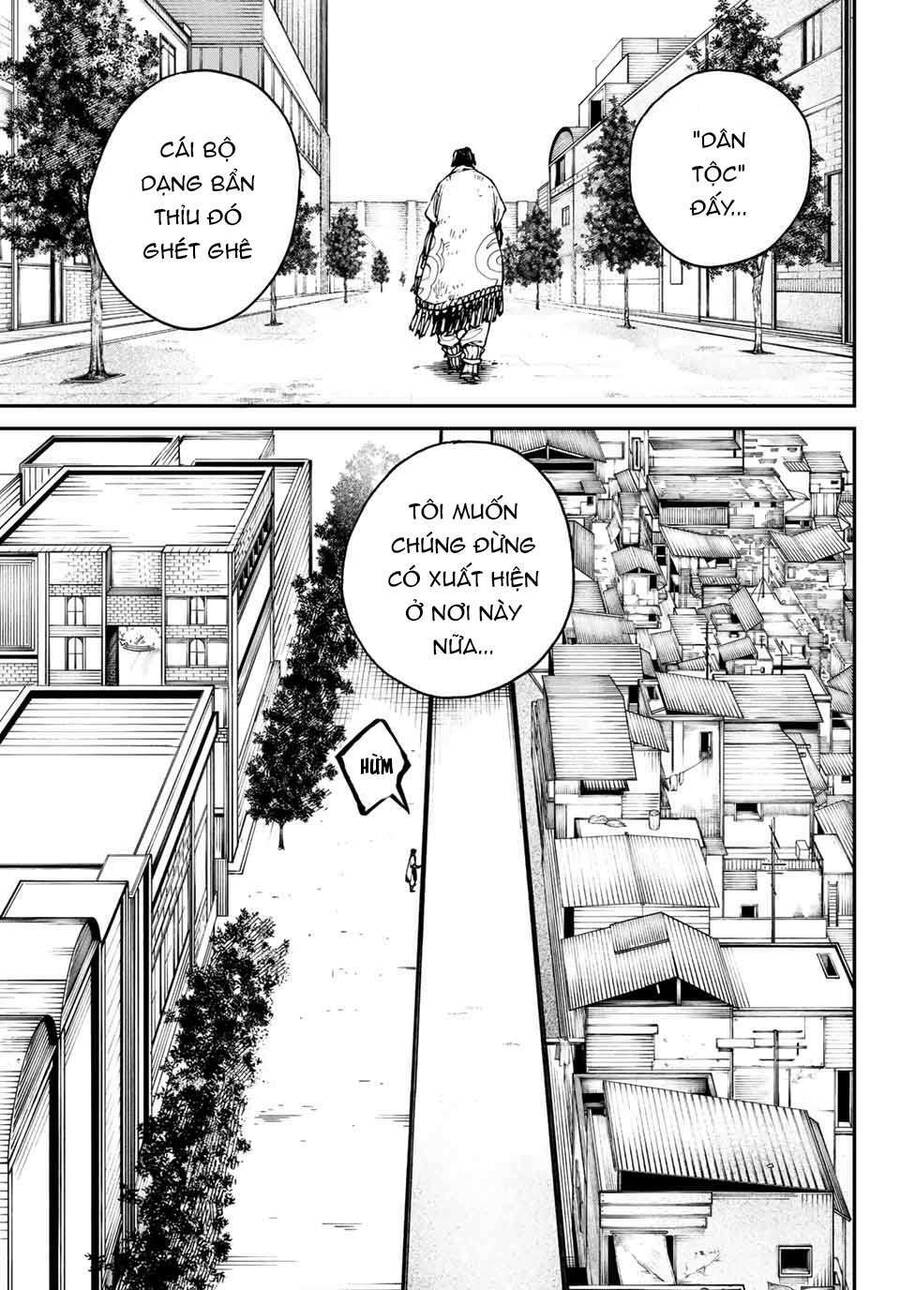 "DÂN
TỘC"
ĐẤY...
CÁI BỘ
DẠNG BẨN
THỈU ĐÓ
GHÉT GHÊ
TÔI MUỐN
CHÚNG ĐỪNG
CÓ XUẤT HIỆN
Ở NƠI NÀY
NỮA...
HỪM